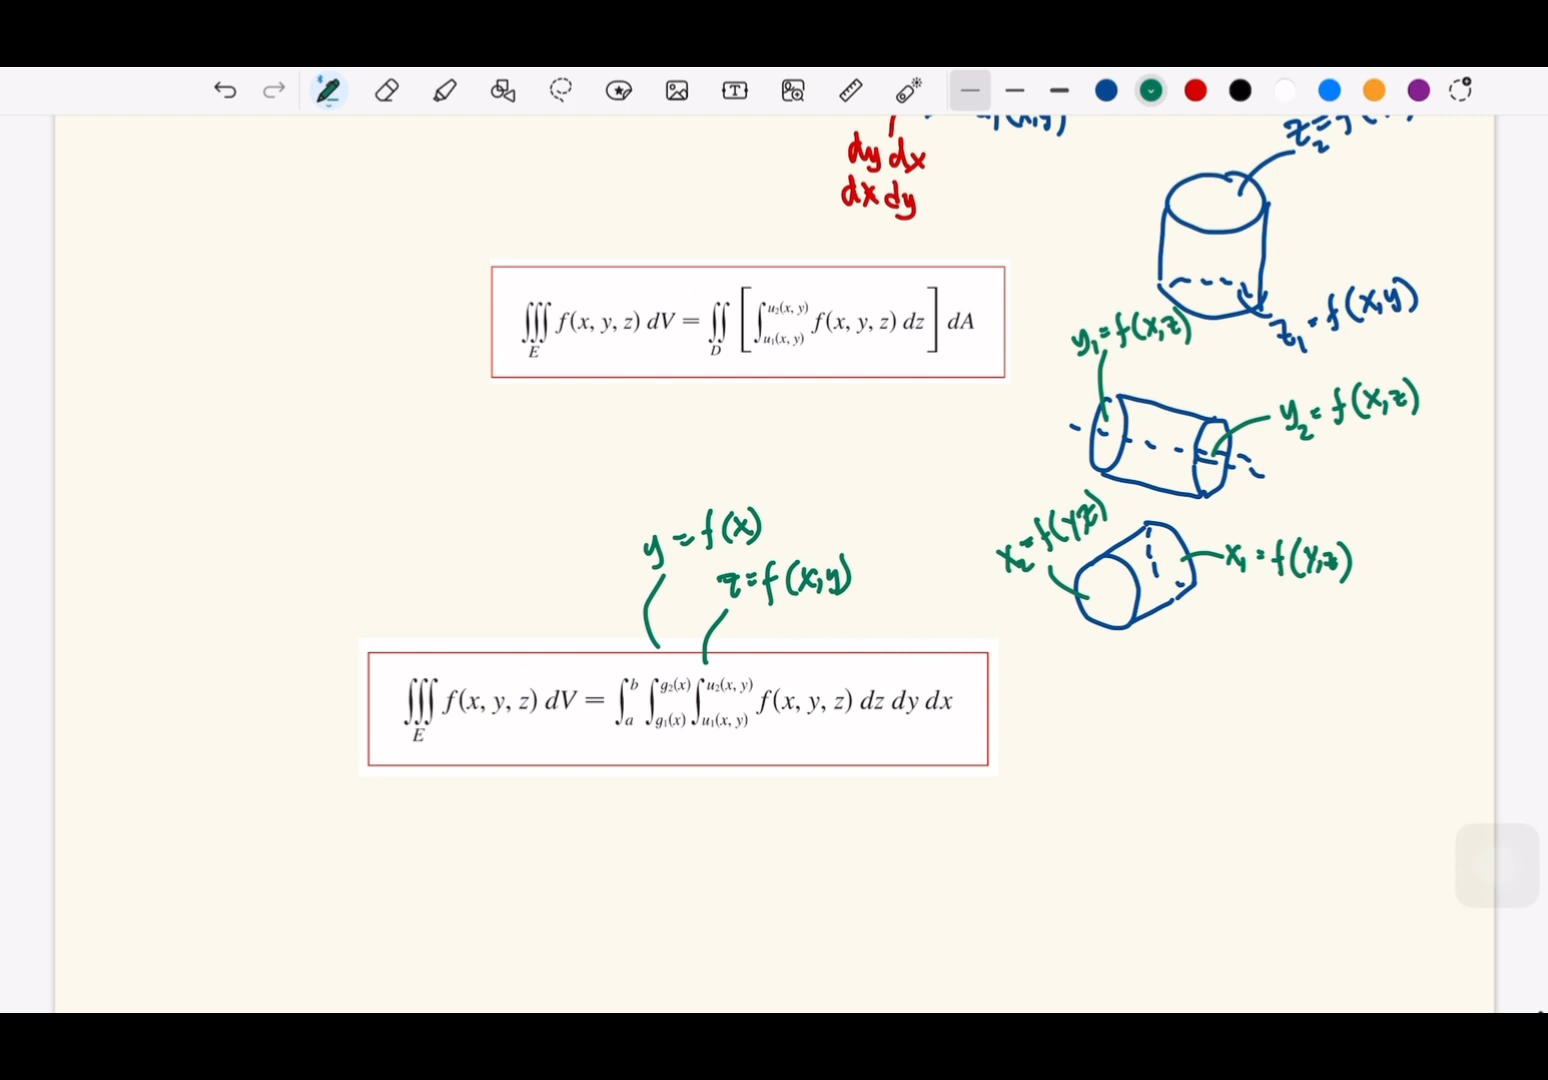 dy dx
dx dy
z₁ = f(x,y)
∭_E f(x, y, z) dV = ∬_D [∫_{u₁(x, y)}^{u₂(x, y)} f(x, y, z) dz] dA
y₁ = f(x,z)
y₂ = f(x,z)
y = f(x)
z = f(x,y)
x₂ = f(y,z)
x₁ = f(y,z)
∭_E f(x, y, z) dV = ∫_a^b ∫_{g₁(x)}^{g₂(x)} ∫_{u₁(x, y)}^{u₂(x, y)} f(x, y, z) dz dy dx